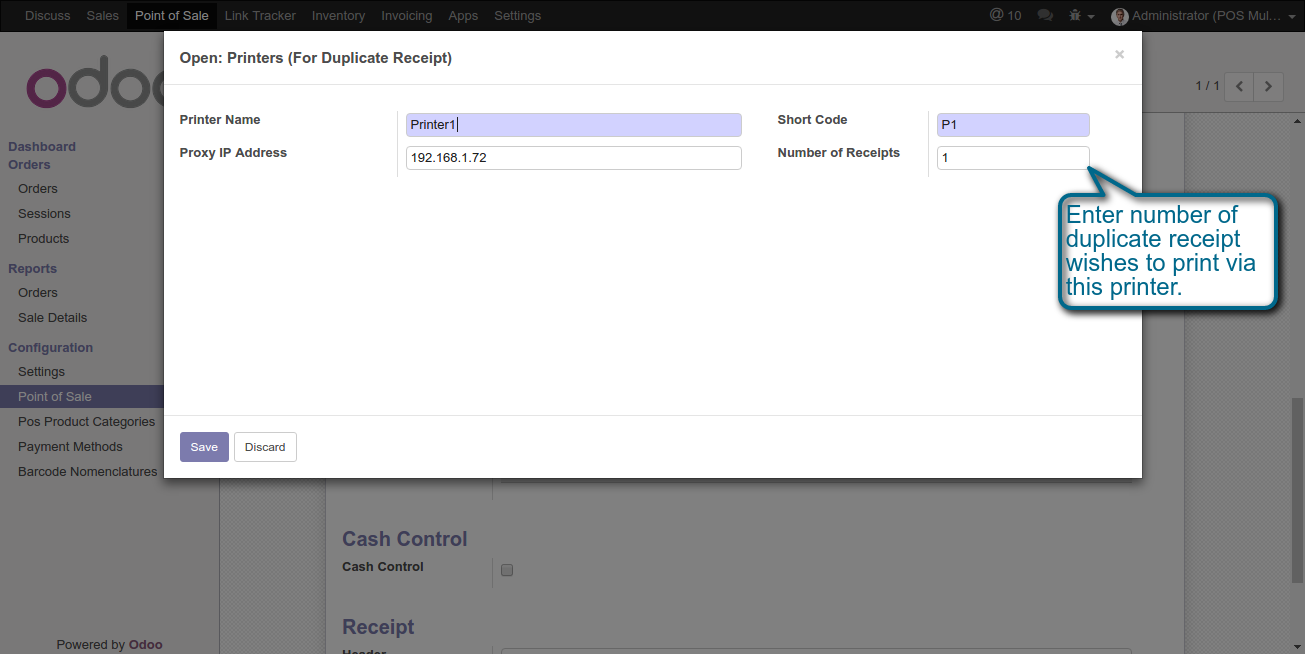 Discuss Sales Point of Sale Link Tracker Inventory Invoicing Apps Settings @ 10 Administrator (POS Mul... 
Open: Printers (For Duplicate Receipt) ×
odoo
1 / 1
Printer Name Printer1 Short Code P1
Proxy IP Address 192.168.1.72 Number of Receipts 1
Enter number of
duplicate receipt
wishes to print via
this printer.
Dashboard
Orders
Orders
Sessions
Products
Reports
Orders
Sale Details
Configuration
Settings
Point of Sale
Pos Product Categories
Payment Methods
Barcode Nomenclatures
Save Discard
Cash Control
Cash Control
Receipt
Header
Powered by Odoo